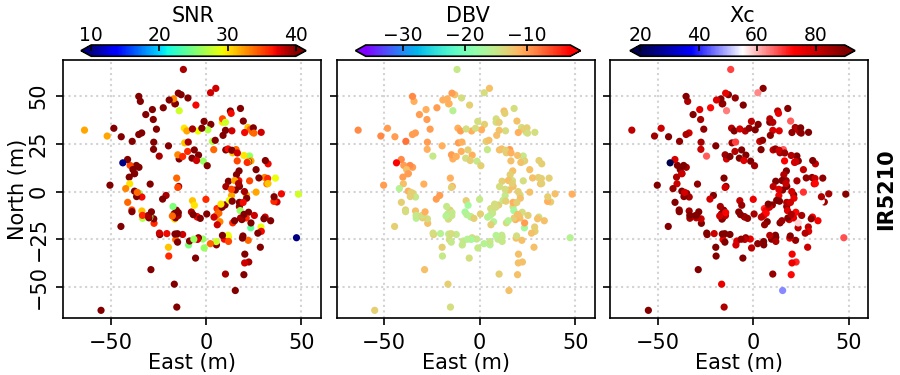 SNR
DBV
Xc
10 20 30 40
−30 −20 −10
20 40 60 80
North (m)
50
25
0
−25
−50
−50 0 50
−50 0 50
−50 0 50
East (m)
East (m)
East (m)
IR5210